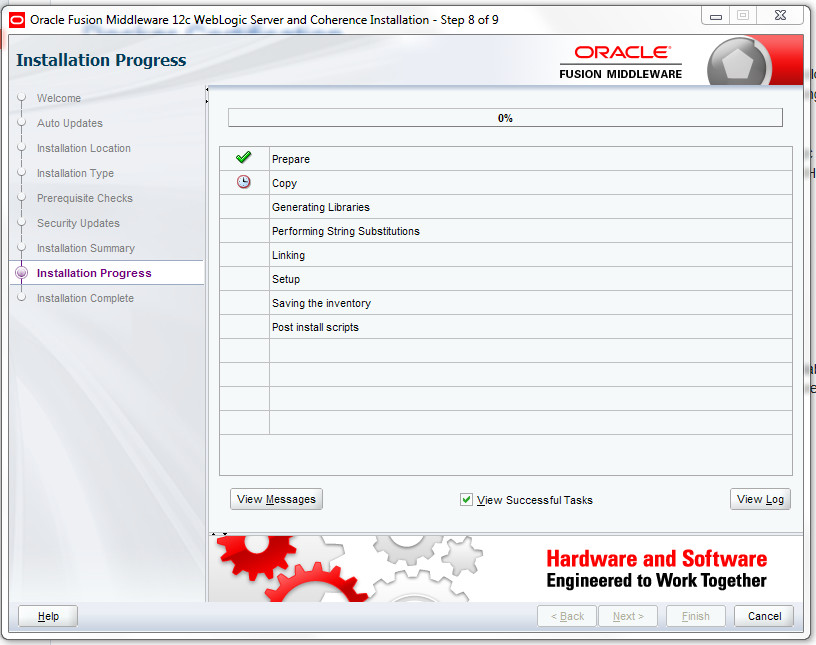 Oracle Fusion Middleware 12c WebLogic Server and Coherence Installation - Step 8 of 9
Installation Progress
ORACLE
FUSION MIDDLEWARE
Welcome
Auto Updates
Installation Location
Installation Type
Prerequisite Checks
Security Updates
Installation Summary
Installation Progress
Installation Complete
0%
Prepare
Copy
Generating Libraries
Performing String Substitutions
Linking
Setup
Saving the inventory
Post install scripts
View Messages
View Successful Tasks
View Log
Hardware and Software
Engineered to Work Together
Help
< Back
Next >
Finish
Cancel